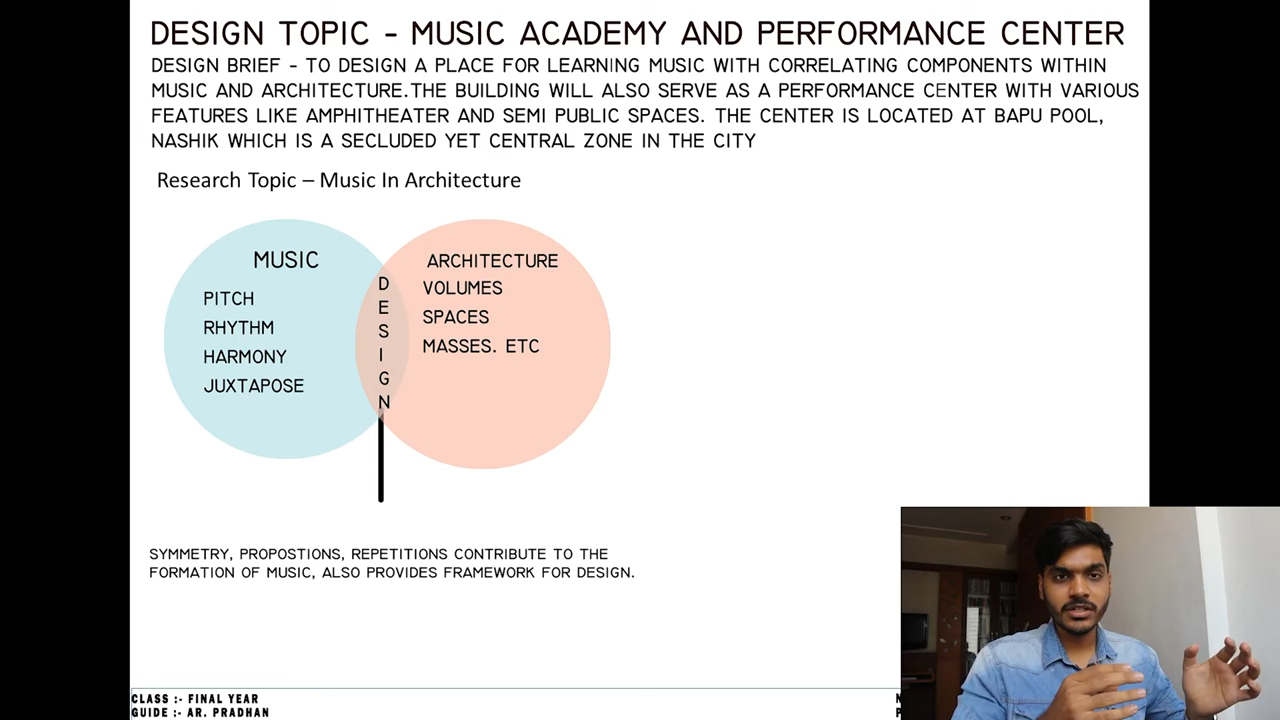 DESIGN TOPIC - MUSIC ACADEMY AND PERFORMANCE CENTER
DESIGN BRIEF - TO DESIGN A PLACE FOR LEARNING MUSIC WITH CORRELATING COMPONENTS WITHIN
MUSIC AND ARCHITECTURE.THE BUILDING WILL ALSO SERVE AS A PERFORMANCE CENTER WITH VARIOUS
FEATURES LIKE AMPHITHEATER AND SEMI PUBLIC SPACES. THE CENTER IS LOCATED AT BAPU POOL,
NASHIK WHICH IS A SECLUDED YET CENTRAL ZONE IN THE CITY
Research Topic – Music In Architecture
MUSIC
PITCH
RHYTHM
HARMONY
JUXTAPOSE
DESIGN
ARCHITECTURE
VOLUMES
SPACES
MASSES. ETC
SYMMETRY, PROPOSTIONS, REPETITIONS CONTRIBUTE TO THE
FORMATION OF MUSIC, ALSO PROVIDES FRAMEWORK FOR DESIGN.
CLASS :- FINAL YEAR
GUIDE :- AR. PRADHAN